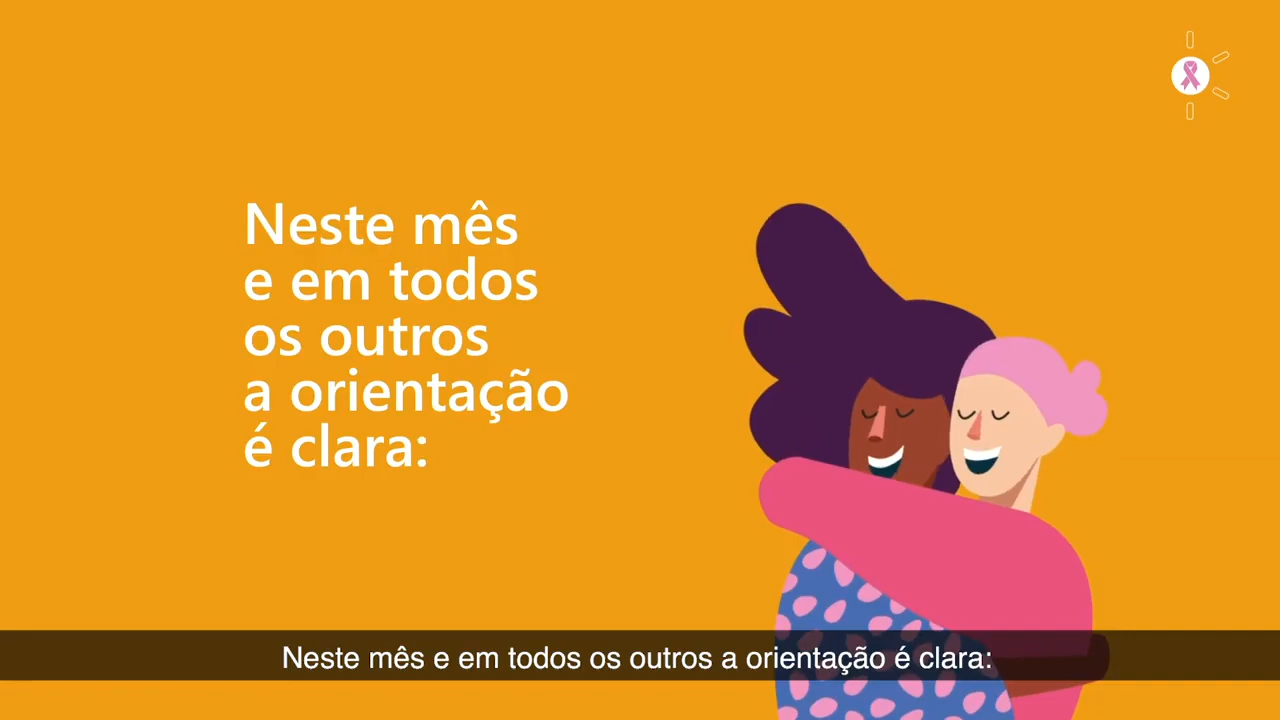 Neste mês
e em todos
os outros
a orientação
é clara:
Neste mês e em todos os outros a orientação é clara: